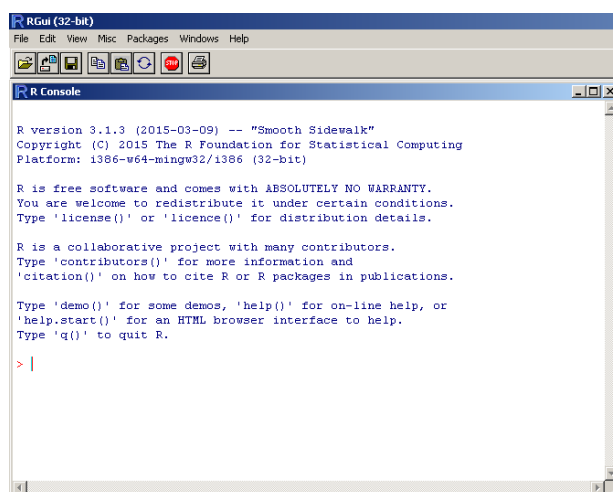 RGui (32-bit)
File Edit View Misc Packages Windows Help
STOP
R Console
R version 3.1.3 (2015-03-09) -- "Smooth Sidewalk"
Copyright (C) 2015 The R Foundation for Statistical Computing
Platform: i386-w64-mingw32/i386 (32-bit)
R is free software and comes with ABSOLUTELY NO WARRANTY.
You are welcome to redistribute it under certain conditions.
Type 'license()' or 'licence()' for distribution details.
R is a collaborative project with many contributors.
Type 'contributors()' for more information and
'citation()' on how to cite R or R packages in publications.
Type 'demo()' for some demos, 'help()' for on-line help, or
'help.start()' for an HTML browser interface to help.
Type 'q()' to quit R.
>